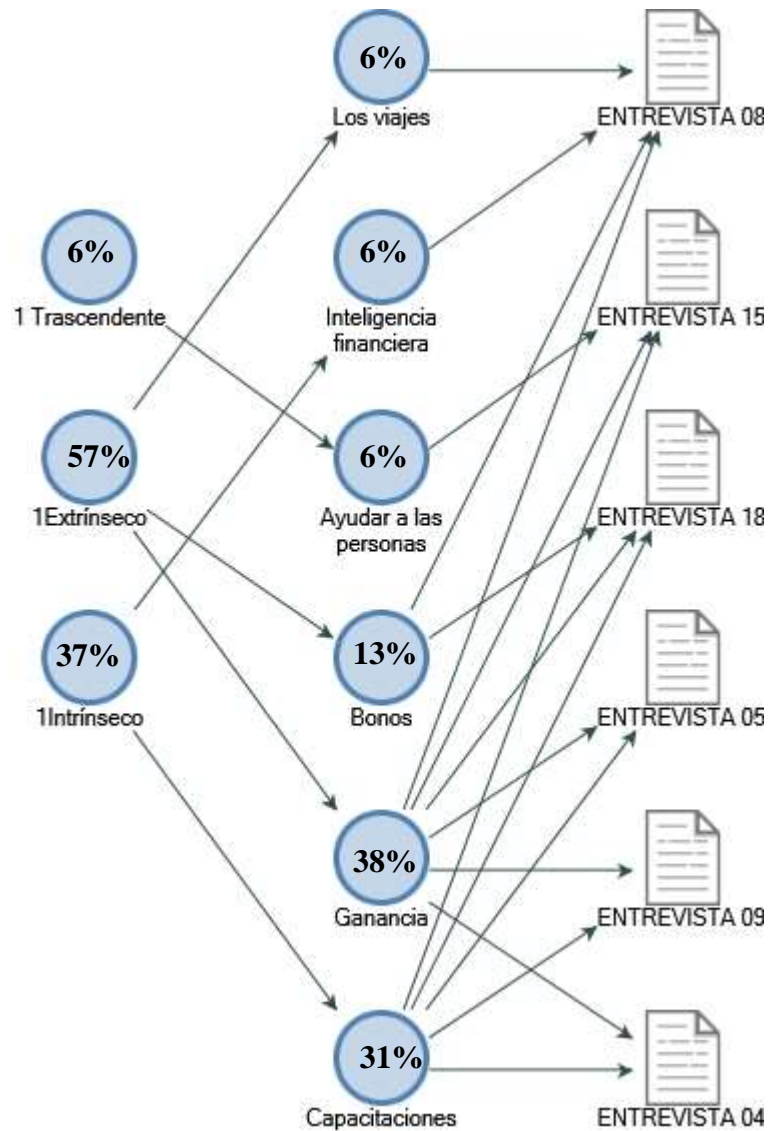 6%
Los viajes
ENTREVISTA 08
6%
1 Trascendente
6%
Inteligencia
financiera
ENTREVISTA 15
57%
1Extrínseco
6%
Ayudar a las
personas
ENTREVISTA 18
37%
1Intrínseco
13%
Bonos
ENTREVISTA 05
38%
Ganancia
ENTREVISTA 09
31%
Capacitaciones
ENTREVISTA 04